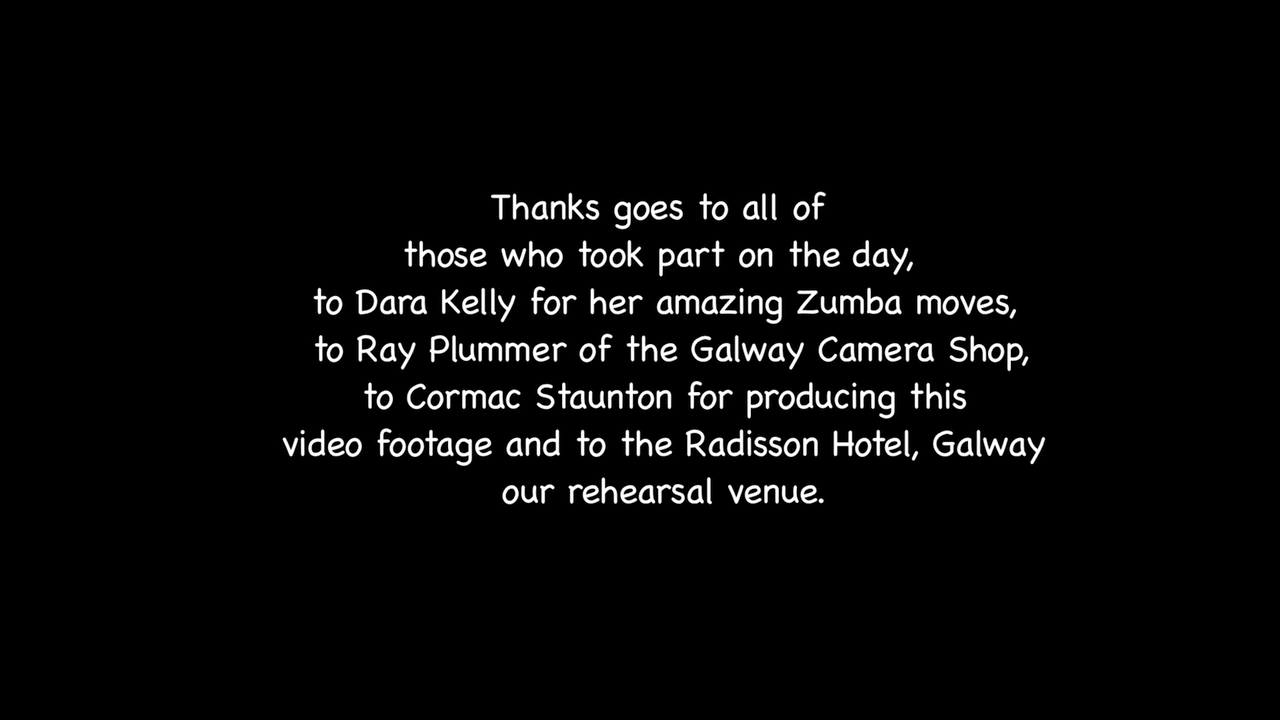 Thanks goes to all of
those who took part on the day,
to Dara Kelly for her amazing Zumba moves,
to Ray Plummer of the Galway Camera Shop,
to Cormac Staunton for producing this
video footage and to the Radisson Hotel, Galway
our rehearsal venue.